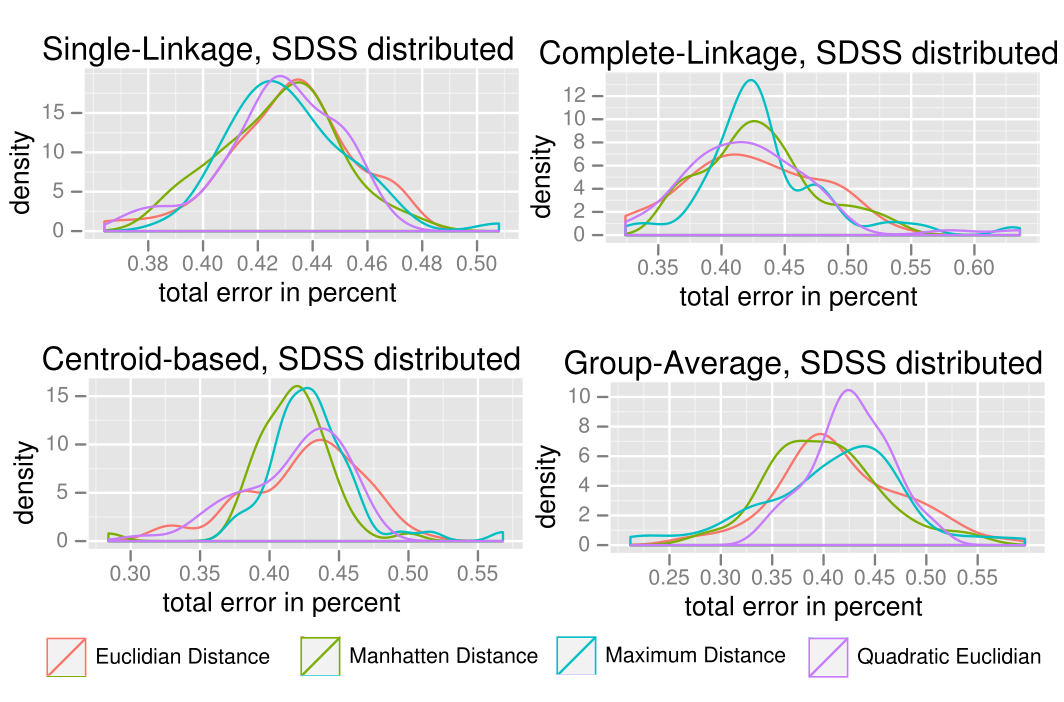 Single-Linkage, SDSS distributed
density
15
10
5
0
0.38 0.40 0.42 0.44 0.46 0.48 0.50
total error in percent
Complete-Linkage, SDSS distributed
density
12
10
8
6
4
2
0
0.35 0.40 0.45 0.50 0.55 0.60
total error in percent
Centroid-based, SDSS distributed
density
15
10
5
0
0.30 0.35 0.40 0.45 0.50 0.55
total error in percent
Group-Average, SDSS distributed
density
10
8
6
4
2
0
0.25 0.30 0.35 0.40 0.45 0.50 0.55
total error in percent
Euclidian Distance
Manhatten Distance
Maximum Distance
Quadratic Euclidian